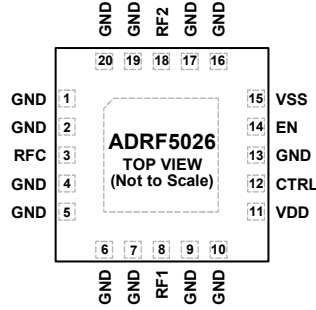 GND GND RF2 GND GND
20 19 18 17 16
GND 1
GND 2
RFC 3
GND 4
GND 5
ADRF5026
TOP VIEW
(Not to Scale)
15 VSS
14 EN
13 GND
12 CTRL
11 VDD
6 7 8 9 10
GND GND RF1 GND GND